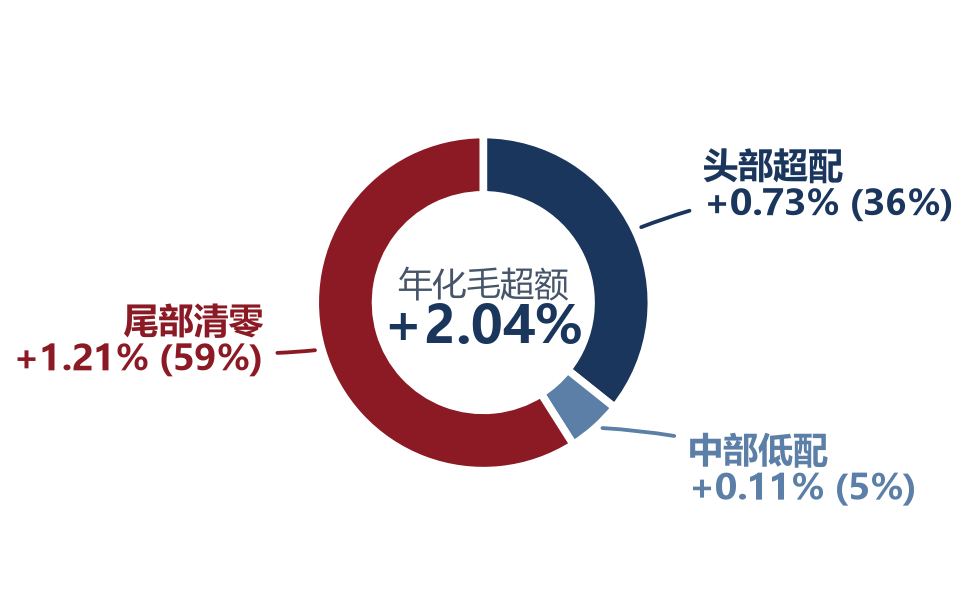 头部超配
+0.73% (36%)
年化毛超额
+2.04%
尾部清零
+1.21% (59%)
中部低配
+0.11% (5%)